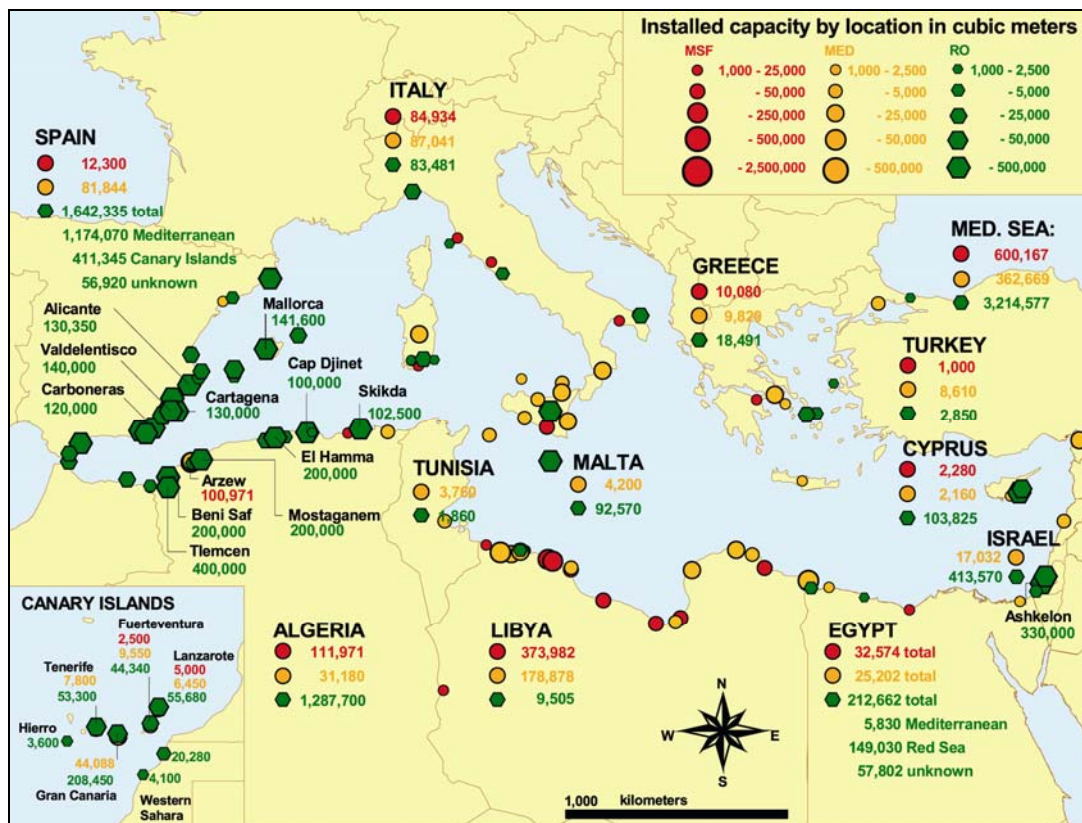 Installed capacity by location in cubic meters
MSF MED RO
1,000 - 25,000 1,000 - 2,500 1,000 - 2,500
- 50,000 - 5,000 - 5,000
- 250,000 - 25,000 - 25,000
- 500,000 - 50,000 - 50,000
- 2,500,000 - 500,000 - 500,000
ITALY
84,934
87,041
83,481
SPAIN
12,300
81,844
1,642,335 total
1,174,070 Mediterranean
411,345 Canary Islands
56,920 unknown
MED. SEA:
600,167
362,669
3,214,577
GREECE
10,080
9,829
18,491
TURKEY
1,000
8,610
2,850
Alicante
130,350
Valdelentisco
140,000
Carboneras
120,000
Mallorca
141,600
Cartagena
130,000
Cap Djinet
100,000
Skikda
102,500
El Hamma
200,000
Arzew
100,971
Beni Saf
200,000
Mostaganem
200,000
Tlemcen
400,000
TUNISIA
3,760
1,860
MALTA
4,200
92,570
CYPRUS
2,280
2,160
103,825
ISRAEL
17,032
413,570
Ashkelon
330,000
CANARY ISLANDS
Fuerteventura
2,500
9,550
44,340
Lanzarote
5,000
6,450
55,680
Tenerife
7,800
53,300
Hierro
3,600
44,088
208,450
Gran Canaria
20,280
4,100
Western
Sahara
ALGERIA
111,971
31,180
1,287,700
LIBYA
373,982
178,878
9,505
EGYPT
32,574 total
25,202 total
212,662 total
5,830 Mediterranean
149,030 Red Sea
57,802 unknown
N
W E
S
1,000 kilometers